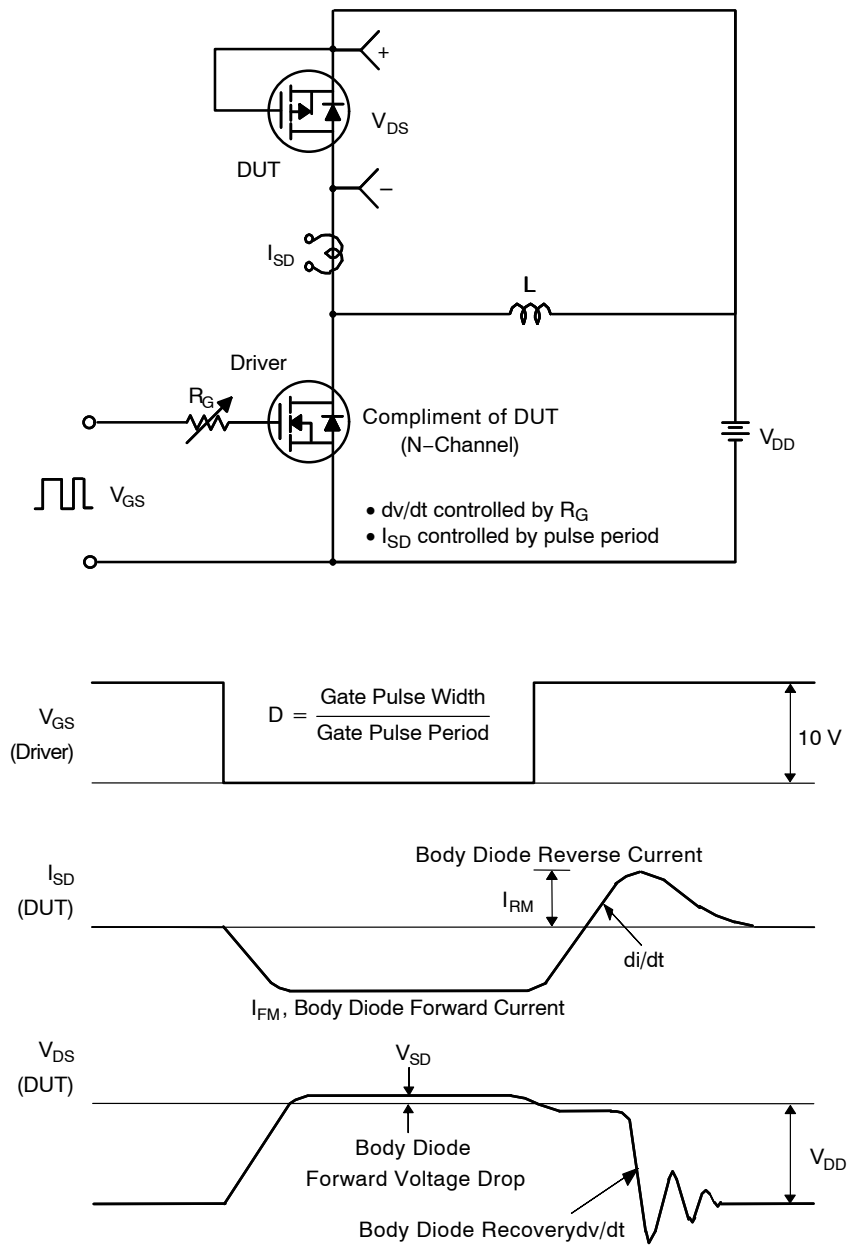 +
V_DS
DUT
−
I_SD
L
Driver
R_G
Compliment of DUT
(N−Channel)
V_DD
V_GS
• dv/dt controlled by R_G
• I_SD controlled by pulse period
V_GS
(Driver)
D = Gate Pulse Width
Gate Pulse Period
10 V
I_SD
(DUT)
Body Diode Reverse Current
I_RM
di/dt
I_FM, Body Diode Forward Current
V_DS
(DUT)
V_SD
Body Diode
Forward Voltage Drop
V_DD
Body Diode Recoverydv/dt